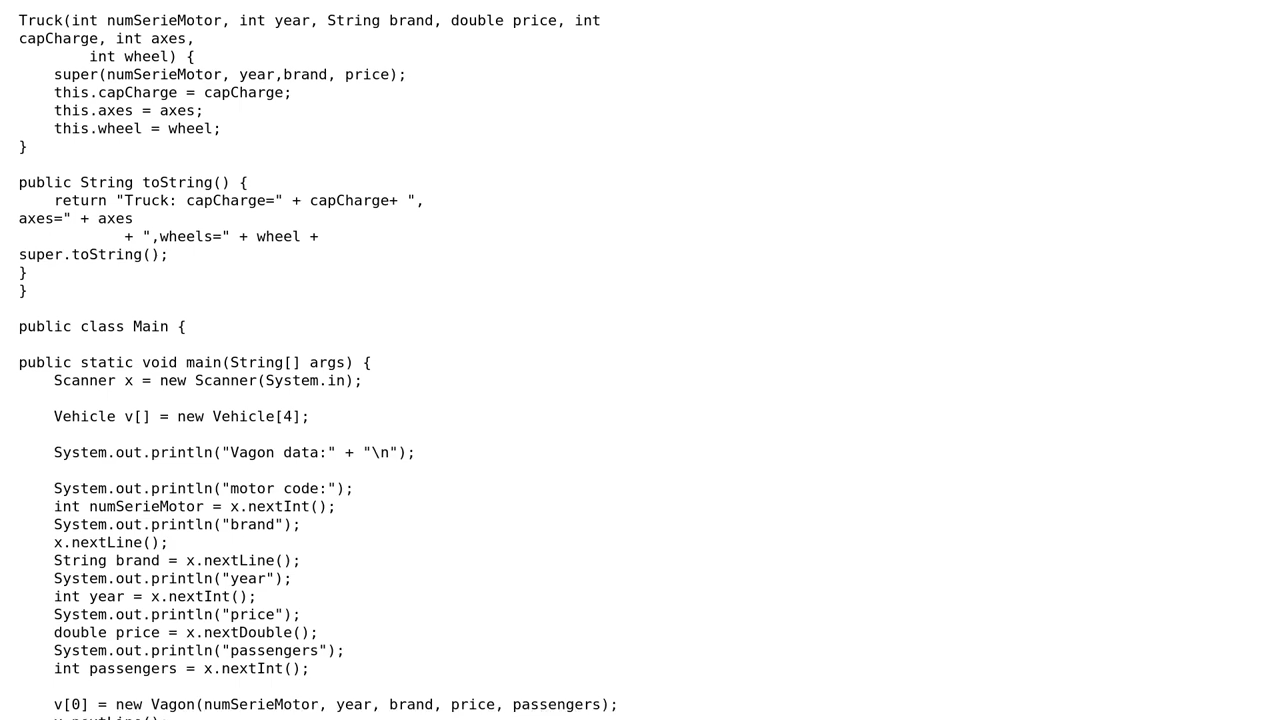 Truck(int numSerieMotor, int year, String brand, double price, int
capCharge, int axes,
        int wheel) {
    super(numSerieMotor, year,brand, price);
    this.capCharge = capCharge;
    this.axes = axes;
    this.wheel = wheel;
}

public String toString() {
    return "Truck: capCharge=" + capCharge+ ",
axes=" + axes
            + ",wheels=" + wheel +
super.toString();
}
}

public class Main {

public static void main(String[] args) {
    Scanner x = new Scanner(System.in);

    Vehicle v[] = new Vehicle[4];

    System.out.println("Vagon data:" + "\n");

    System.out.println("motor code:");
    int numSerieMotor = x.nextInt();
    System.out.println("brand");
    x.nextLine();
    String brand = x.nextLine();
    System.out.println("year");
    int year = x.nextInt();
    System.out.println("price");
    double price = x.nextDouble();
    System.out.println("passengers");
    int passengers = x.nextInt();

    v[0] = new Vagon(numSerieMotor, year, brand, price, passengers);